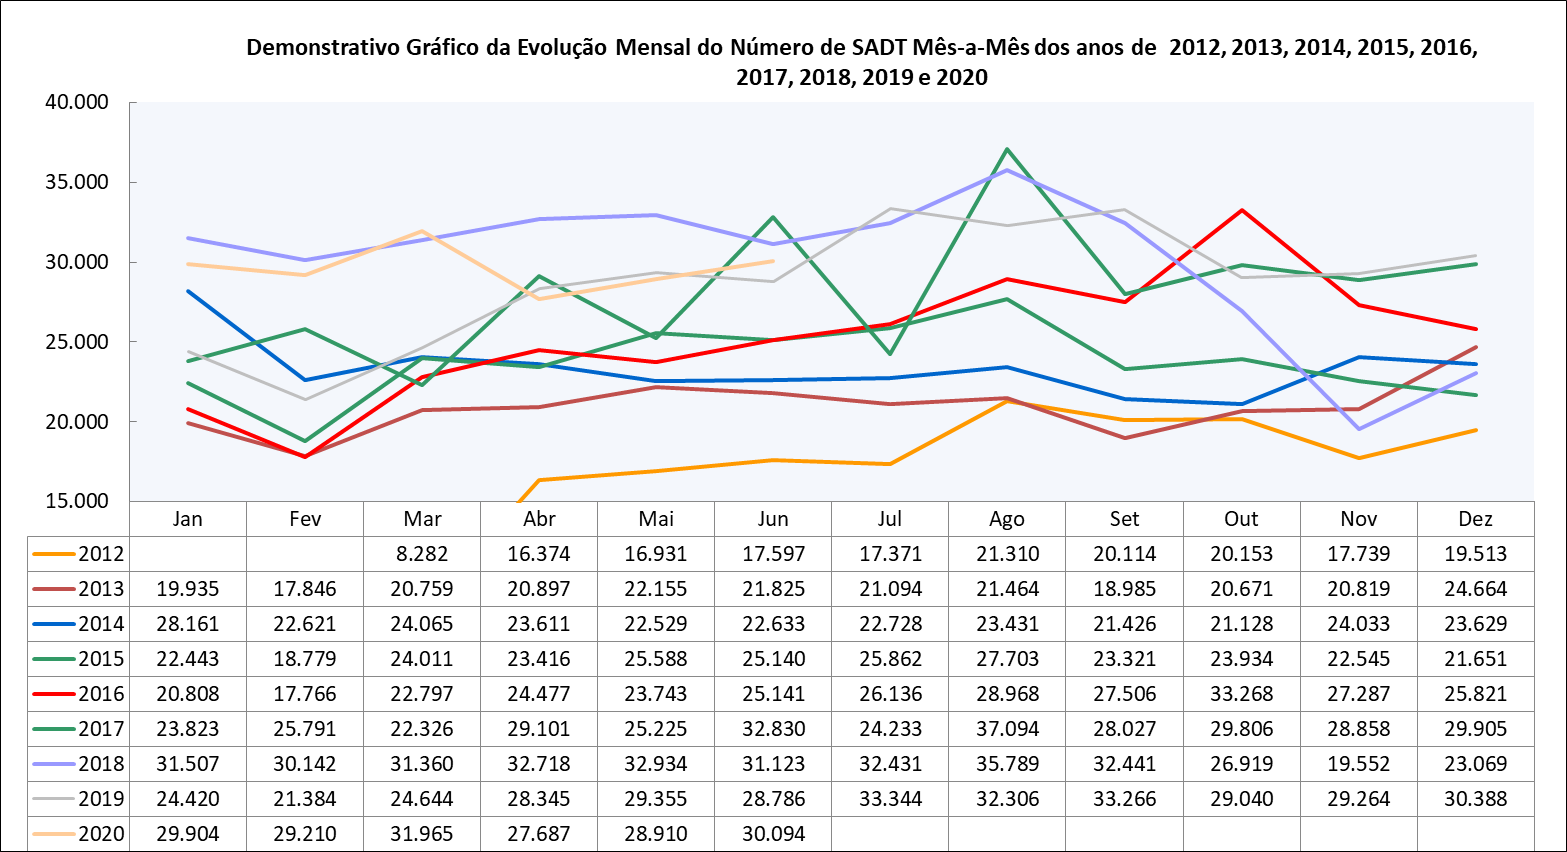 Demonstrativo Gráfico da Evolução Mensal do Número de SADT Mês-a-Mês dos anos de 2012, 2013, 2014, 2015, 2016,
2017, 2018, 2019 e 2020
40.000
35.000
30.000
25.000
20.000
15.000
Jan Fev Mar Abr Mai Jun Jul Ago Set Out Nov Dez
2012 8.282 16.374 16.931 17.597 17.371 21.310 20.114 20.153 17.739 19.513
2013 19.935 17.846 20.759 20.897 22.155 21.825 21.094 21.464 18.985 20.671 20.819 24.664
2014 28.161 22.621 24.065 23.611 22.529 22.633 22.728 23.431 21.426 21.128 24.033 23.629
2015 22.443 18.779 24.011 23.416 25.588 25.140 25.862 27.703 23.321 23.934 22.545 21.651
2016 20.808 17.766 22.797 24.477 23.743 25.141 26.136 28.968 27.506 33.268 27.287 25.821
2017 23.823 25.791 22.326 29.101 25.225 32.830 24.233 37.094 28.027 29.806 28.858 29.905
2018 31.507 30.142 31.360 32.718 32.934 31.123 32.431 35.789 32.441 26.919 19.552 23.069
2019 24.420 21.384 24.644 28.345 29.355 28.786 33.344 32.306 33.266 29.040 29.264 30.388
2020 29.904 29.210 31.965 27.687 28.910 30.094